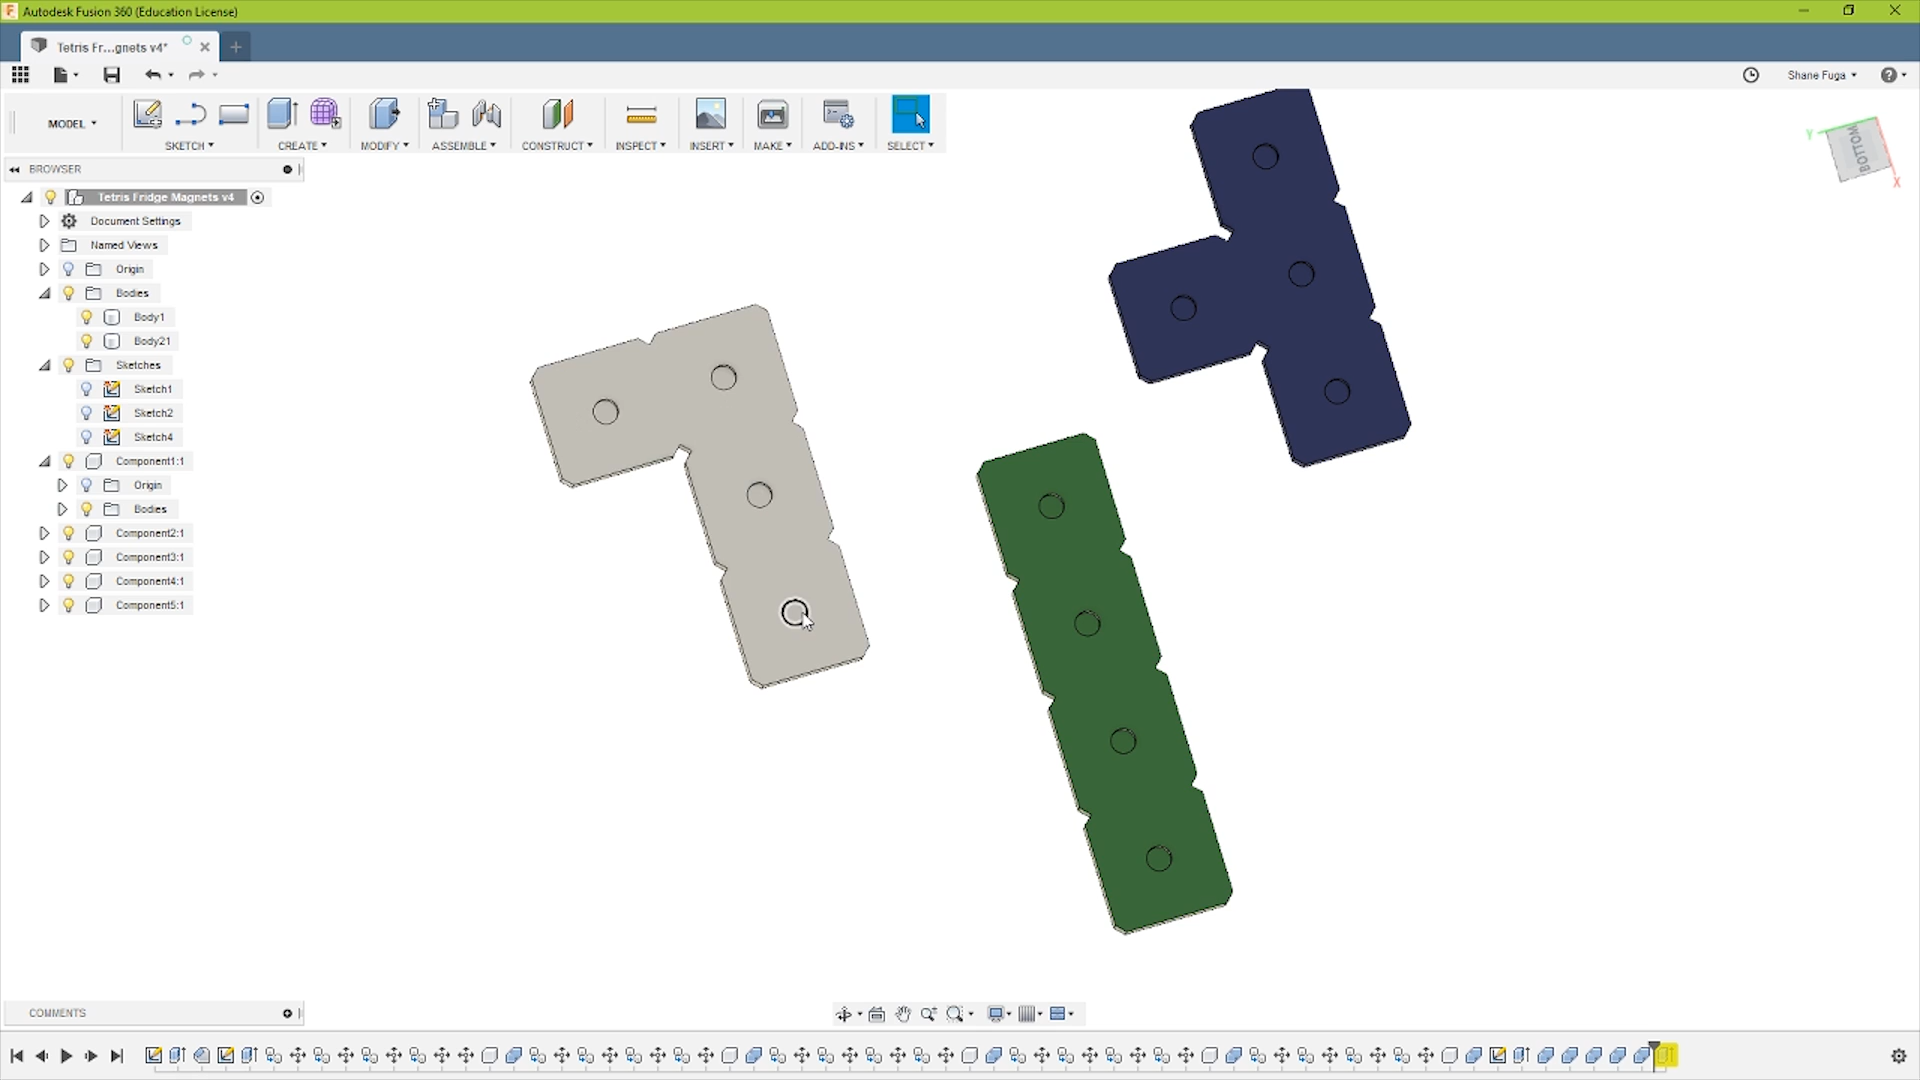 Autodesk Fusion 360 (Education License)
Tetris Fr...gnets v4*
Shane Fuga
MODEL
SKETCH
CREATE
MODIFY
ASSEMBLE
CONSTRUCT
INSPECT
INSERT
MAKE
ADD-INS
SELECT
Y
BOTTOM
X
BROWSER
Tetris Fridge Magnets v4
Document Settings
Named Views
Origin
Bodies
Body1
Body21
Sketches
Sketch1
Sketch2
Sketch4
Component1:1
Origin
Bodies
Component2:1
Component3:1
Component4:1
Component5:1
COMMENTS